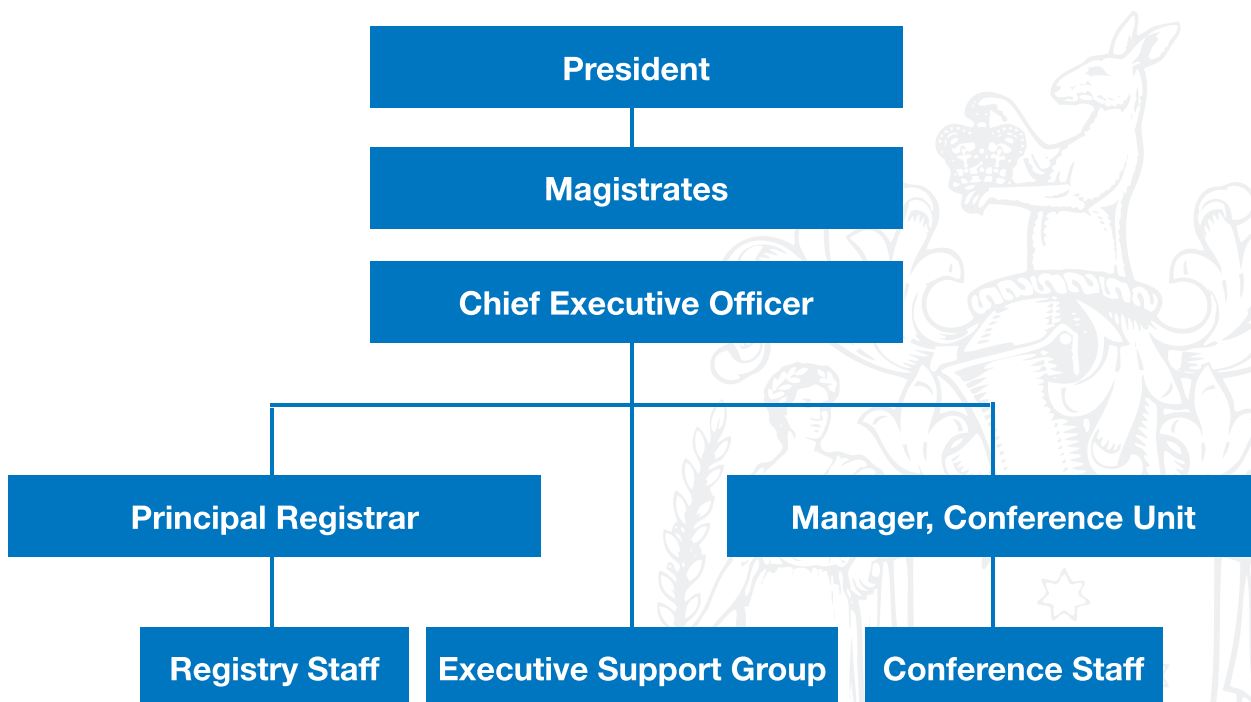 President
Magistrates
Chief Executive Officer
Principal Registrar
Manager, Conference Unit
Registry Staff
Executive Support Group
Conference Staff